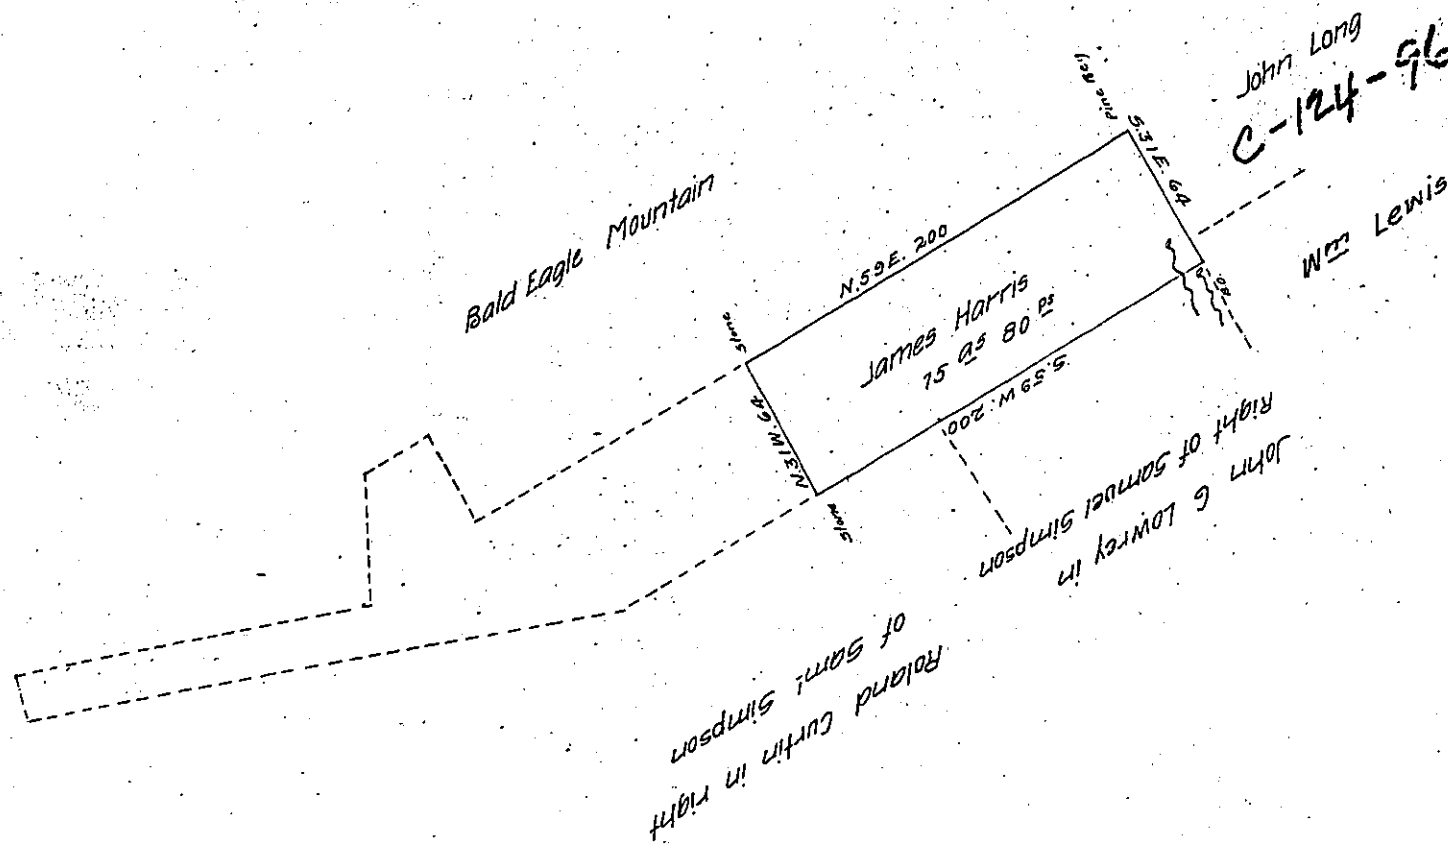 John Long
C-124-96
Wm Lewis
Bald Eagle Mountain
Pine
S.31E. 64
N.59E. 200
James Harris
75 as 80 ps
Stone
N.31W. 64
Stone
S.59W. 200
80
John G Lowrey in
Right of Samuel Simpson
Roland Curtin in right
of Saml Simpson